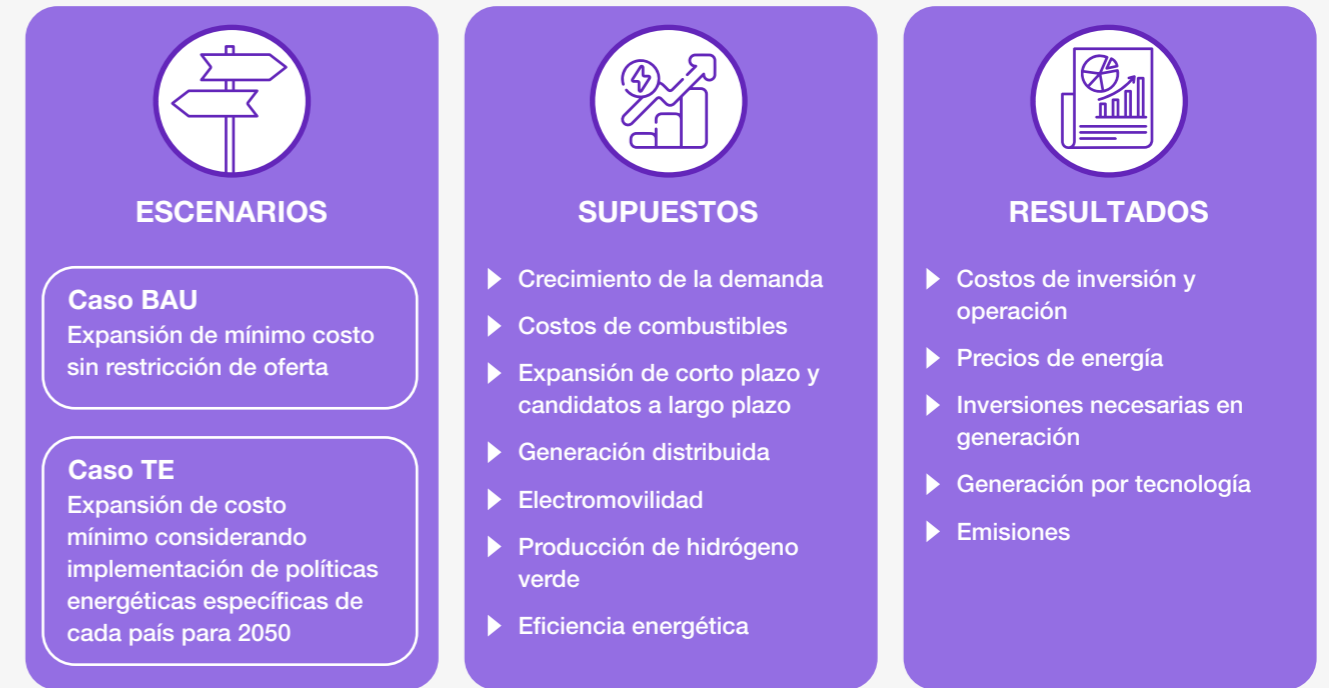 ESCENARIOS
Caso BAU
Expansión de mínimo costo
sin restricción de oferta
Caso TE
Expansión de costo
mínimo considerando
implementación de políticas
energéticas específicas de
cada país para 2050
SUPUESTOS
Crecimiento de la demanda
Costos de combustibles
Expansión de corto plazo y
candidatos a largo plazo
Generación distribuida
Electromovilidad
Producción de hidrógeno
verde
Eficiencia energética
RESULTADOS
Costos de inversión y
operación
Precios de energía
Inversiones necesarias en
generación
Generación por tecnología
Emisiones